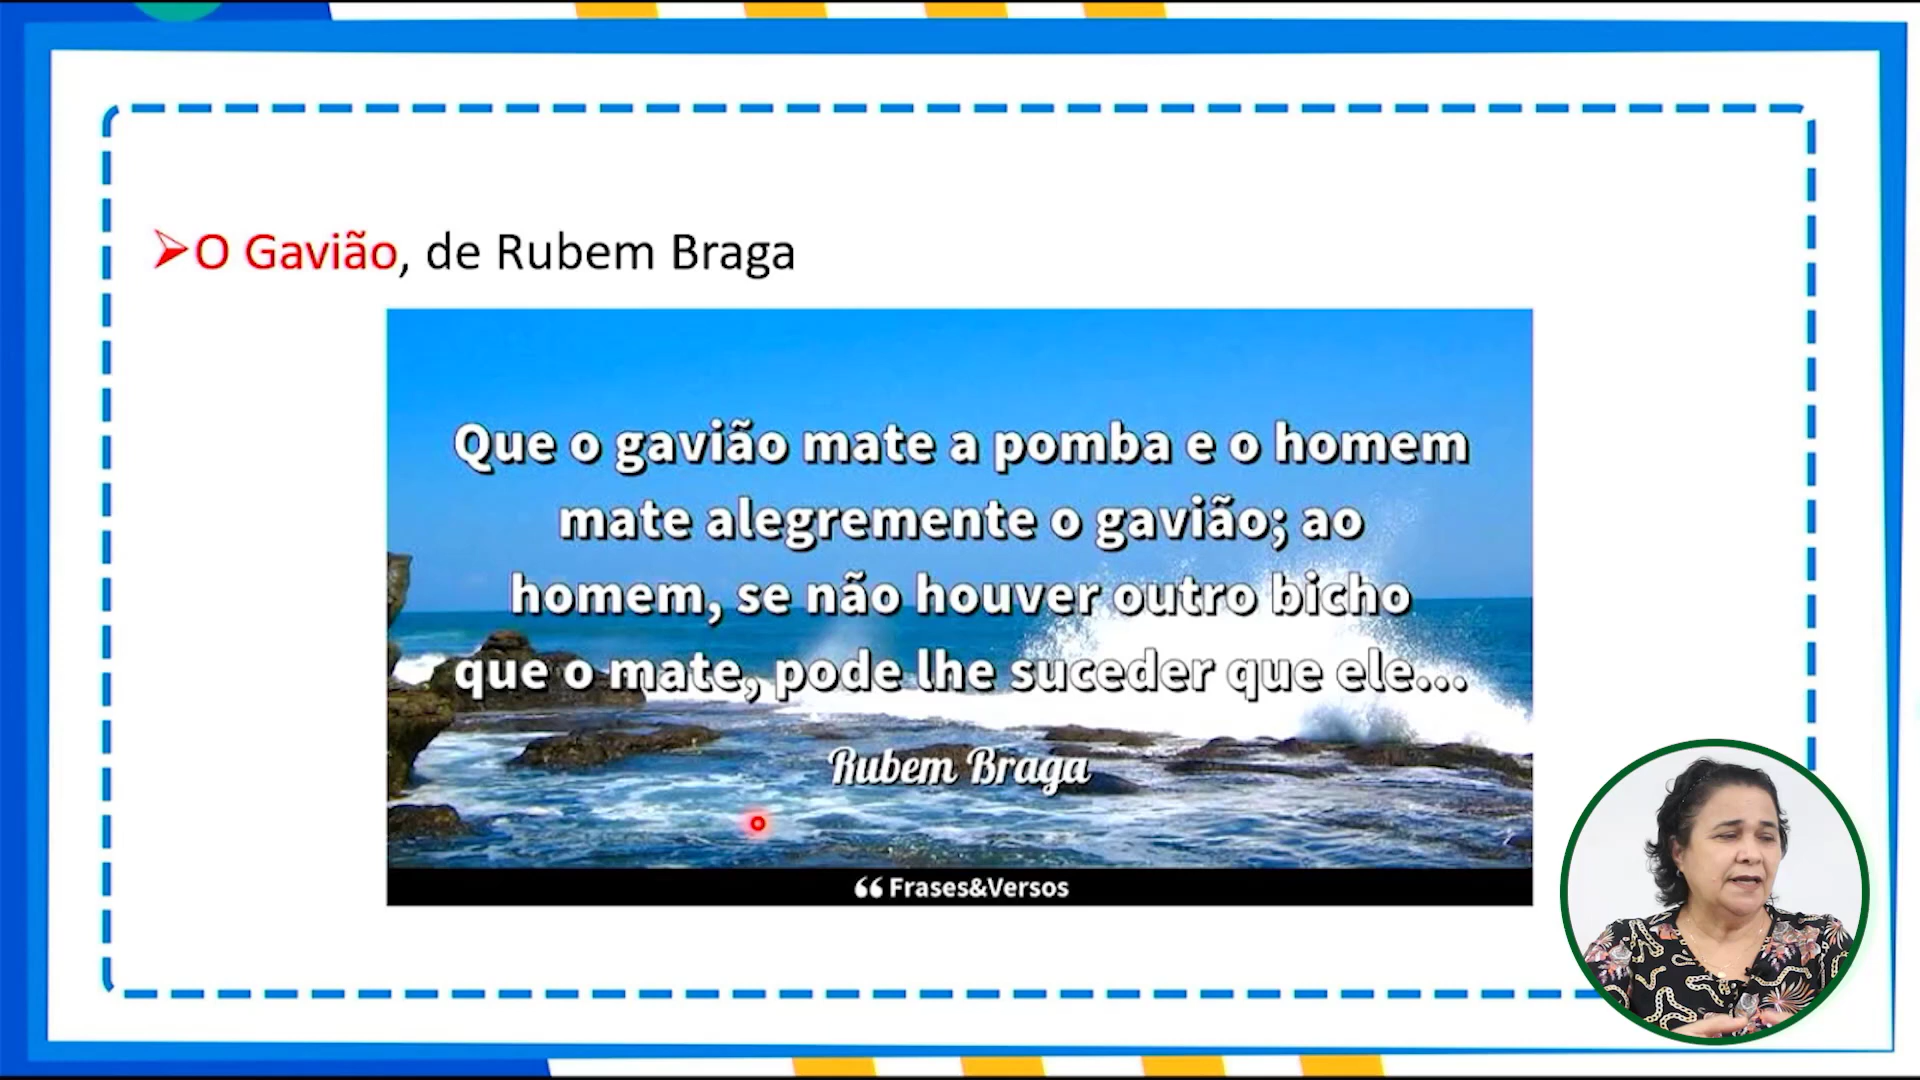 ➢O Gavião, de Rubem Braga
Que o gavião mate a pomba e o homem
mate alegremente o gavião; ao
homem, se não houver outro bicho
que o mate, pode lhe suceder que ele...
Rubem Braga
❝ Frases&Versos